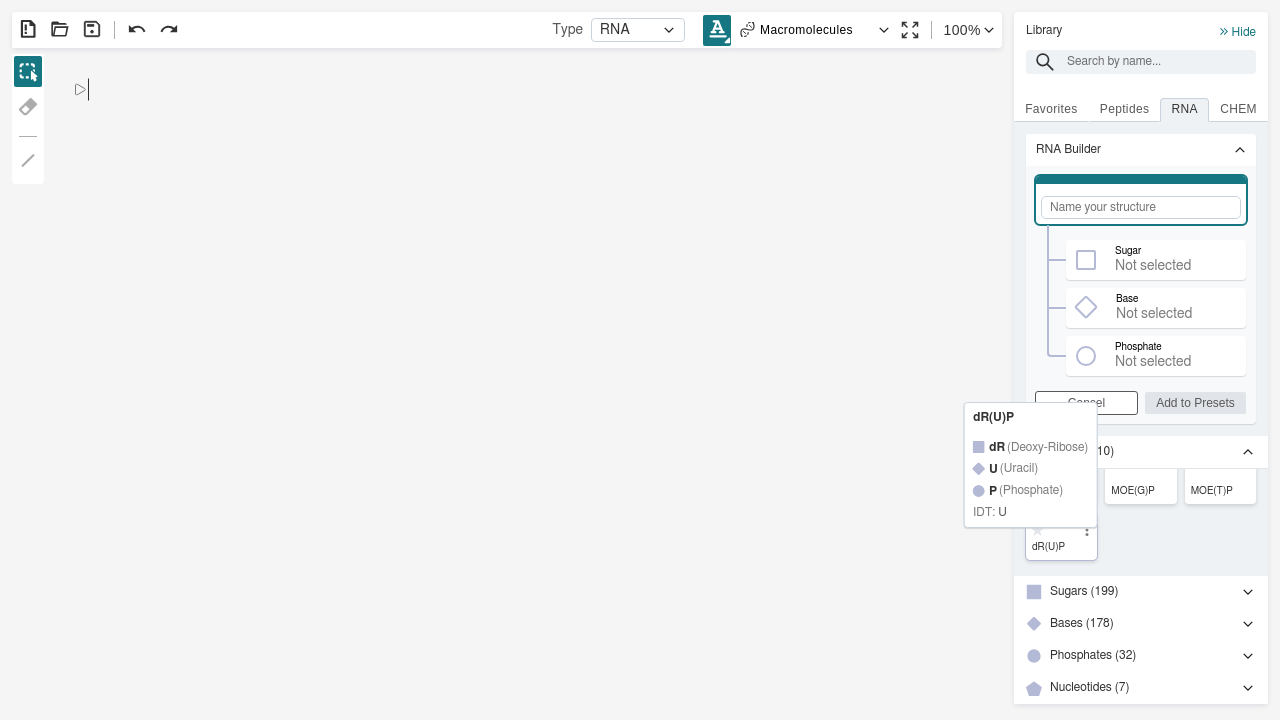 Type
RNA
Macromolecules
100%
Library
Hide
Search by name...
Favorites
Peptides
RNA
CHEM
RNA Builder
Name your structure
Sugar
Not selected
Base
Not selected
Phosphate
Not selected
Add to Presets
dR(U)P
dR (Deoxy-Ribose)
U (Uracil)
P (Phosphate)
IDT: U
10)
MOE(G)P
MOE(T)P
dR(U)P
Sugars (199)
Bases (178)
Phosphates (32)
Nucleotides (7)